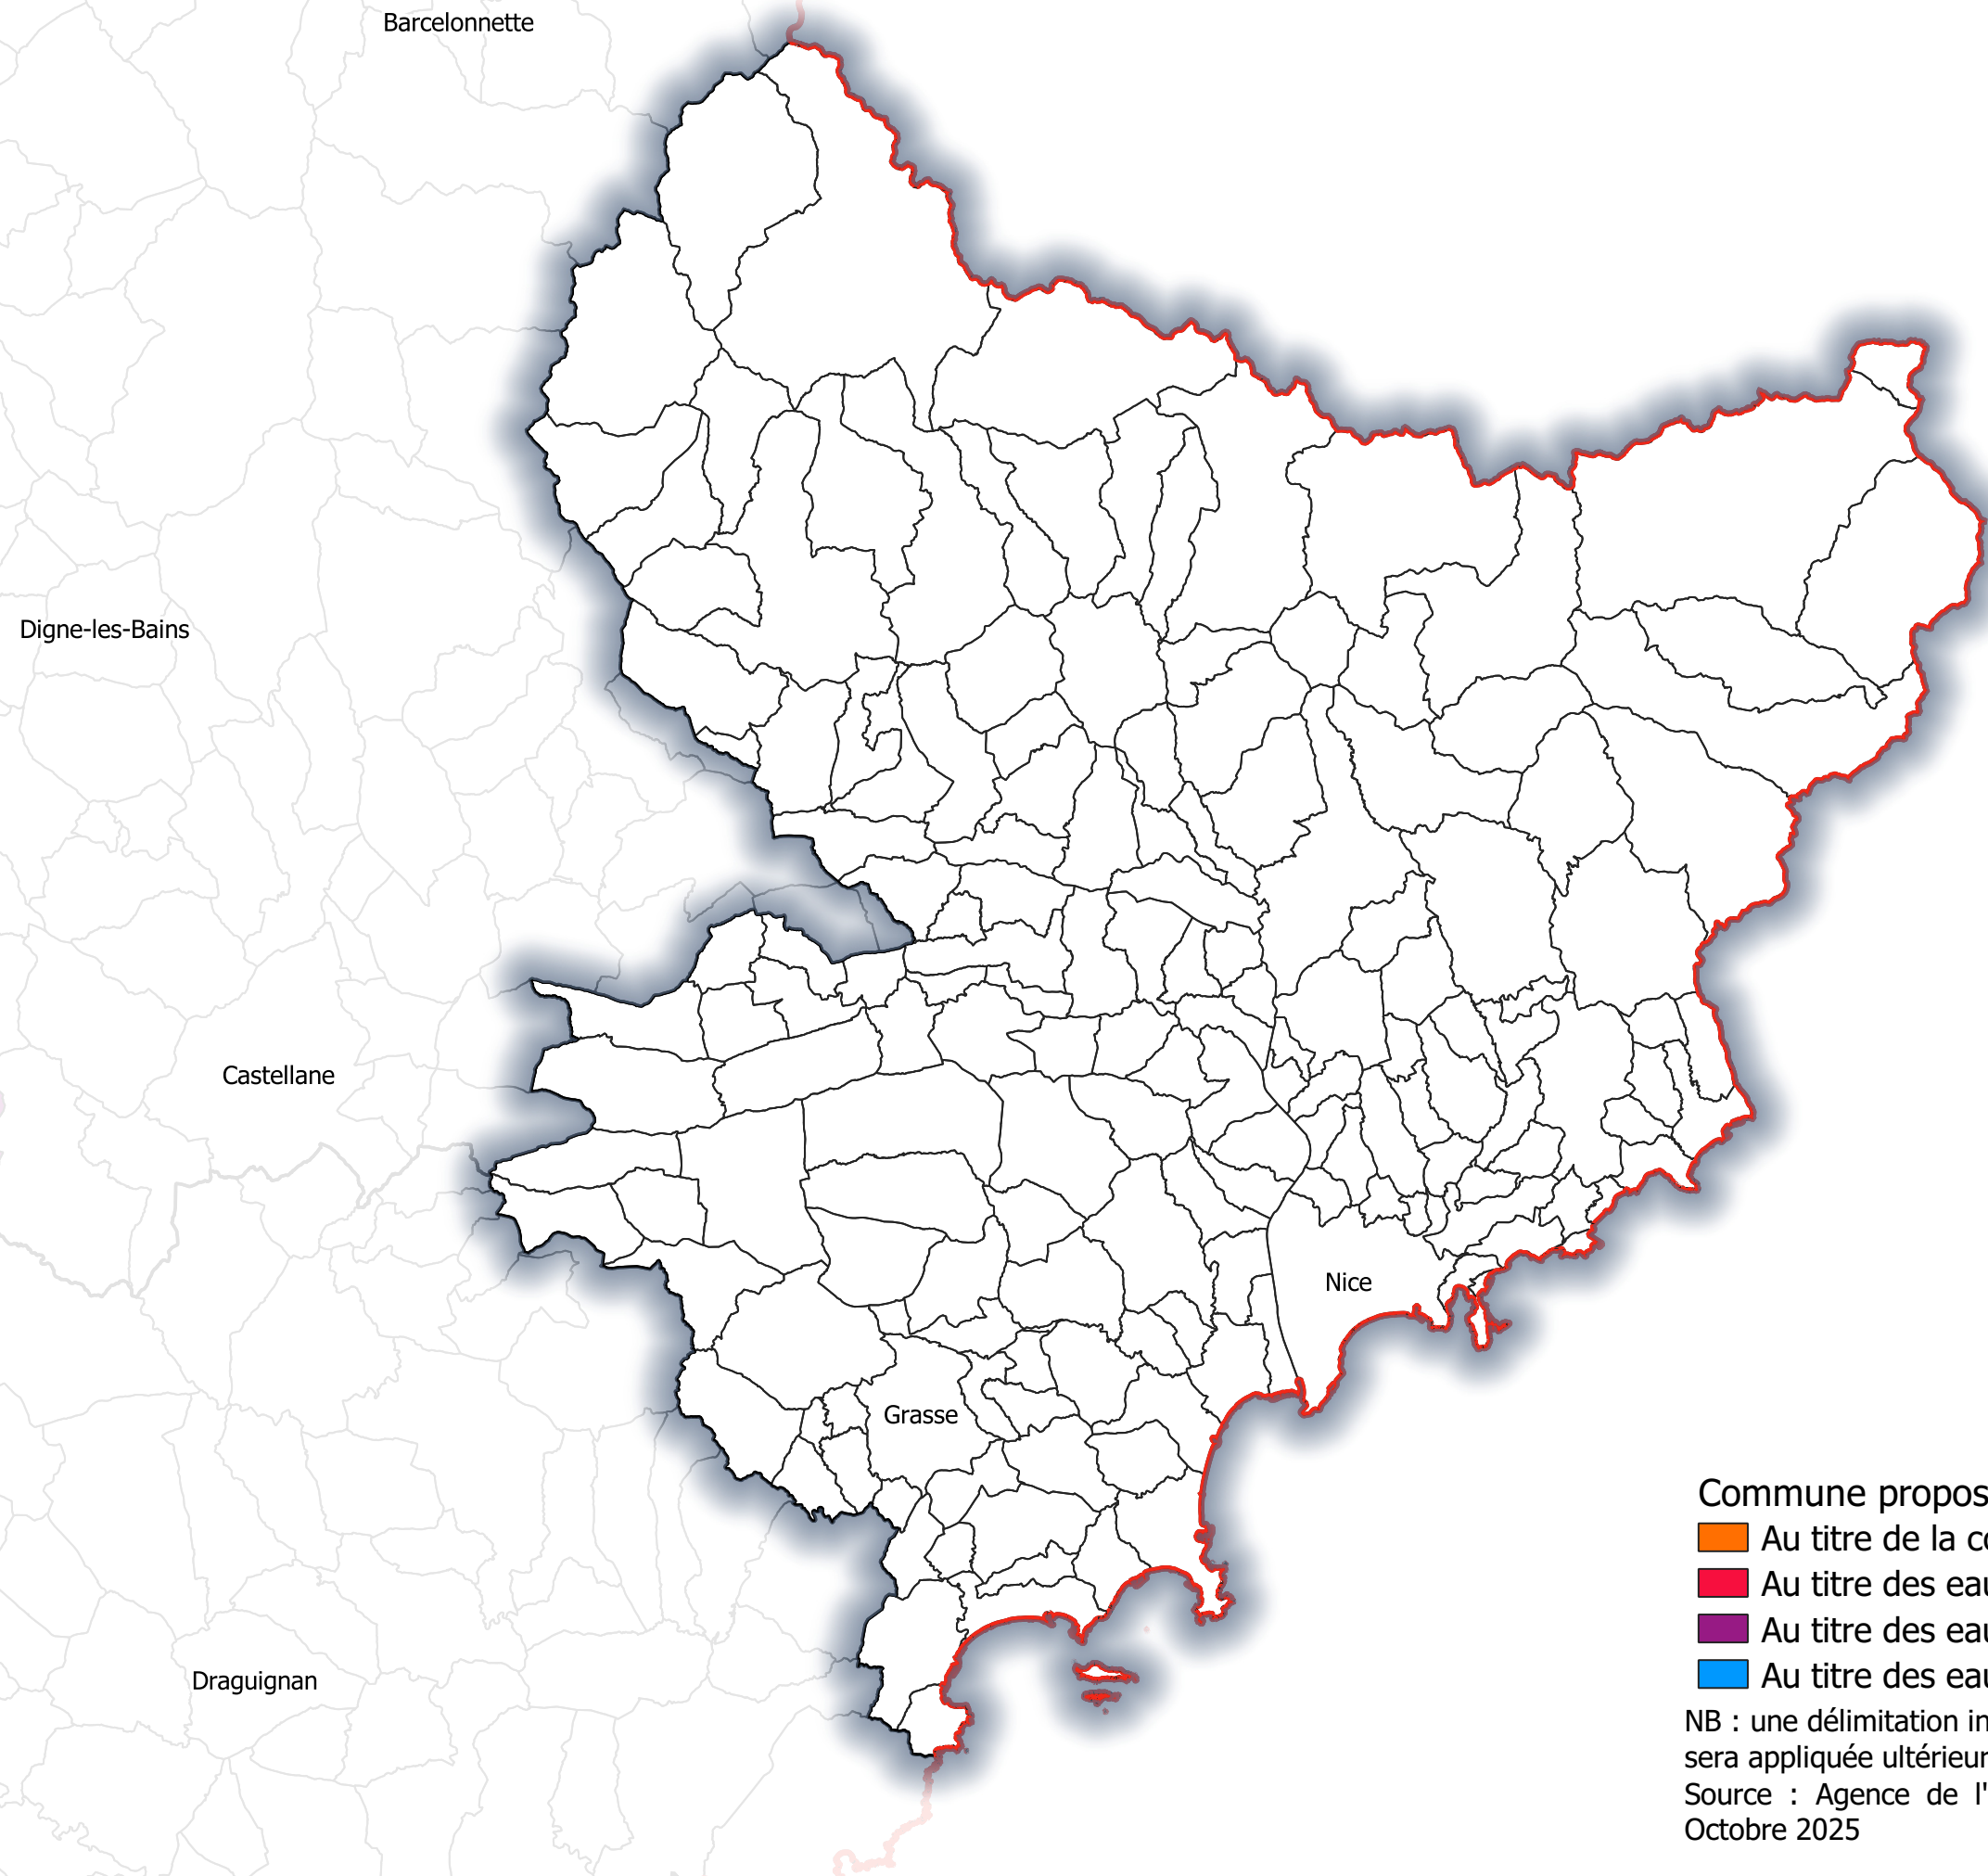 Barcelonnette
Digne-les-Bains
Castellane
Nice
Grasse
Draguignan
Commune propos
Au titre de la co
Au titre des eau
Au titre des eau
Au titre des eau
NB : une délimitation in
sera appliquée ultérieur
Source : Agence de l'
Octobre 2025